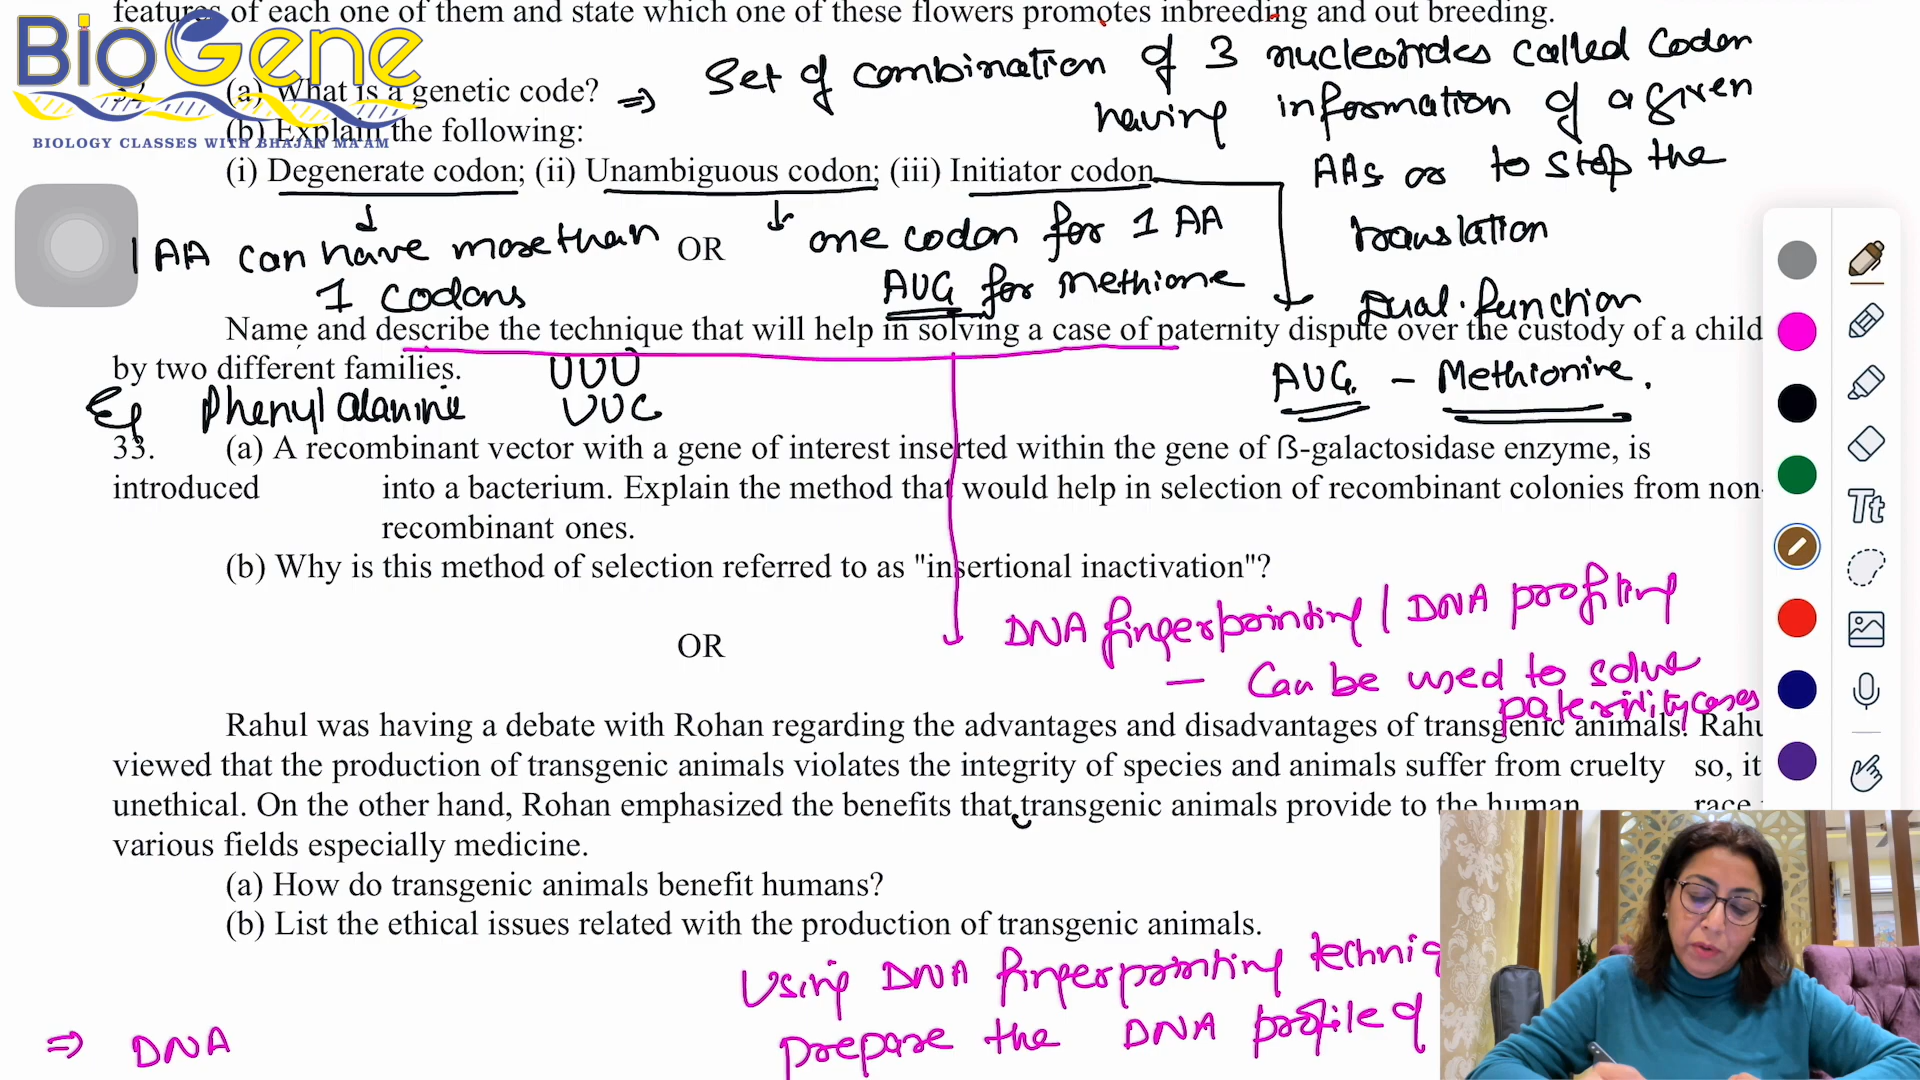 features of each one of them and state which one of these flowers promotes inbreeding and out breeding.
BioGene
BIOLOGY CLASSES WITH BHAJAN MA'AM
(a) What is a genetic code? ⇒ Set of combination of 3 nucleotides called Codon
having information of a given
(b) Explain the following:
(i) Degenerate codon; (ii) Unambiguous codon; (iii) Initiator codon
AAs or to stop the
translation
1 AA can have more than
1 codons
OR
one codon for 1 AA
AUG for methione
Dual function
Name and describe the technique that will help in solving a case of paternity dispute over the custody of a child
by two different families.
UUU
AUG - Methionine.
Eg Phenylalanine UUC
33. (a) A recombinant vector with a gene of interest inserted within the gene of ß-galactosidase enzyme, is
introduced into a bacterium. Explain the method that would help in selection of recombinant colonies from non-
recombinant ones.
(b) Why is this method of selection referred to as "insertional inactivation"?
DNA fingerprinting / DNA profiling
OR
- Can be used to solve
paternity cases
Rahul was having a debate with Rohan regarding the advantages and disadvantages of transgenic animals. Rahu
viewed that the production of transgenic animals violates the integrity of species and animals suffer from cruelty so, it
unethical. On the other hand, Rohan emphasized the benefits that transgenic animals provide to the human race
various fields especially medicine.
(a) How do transgenic animals benefit humans?
(b) List the ethical issues related with the production of transgenic animals.
Using DNA fingerprinting techniq
prepare the DNA profile of
⇒ DNA
Tt